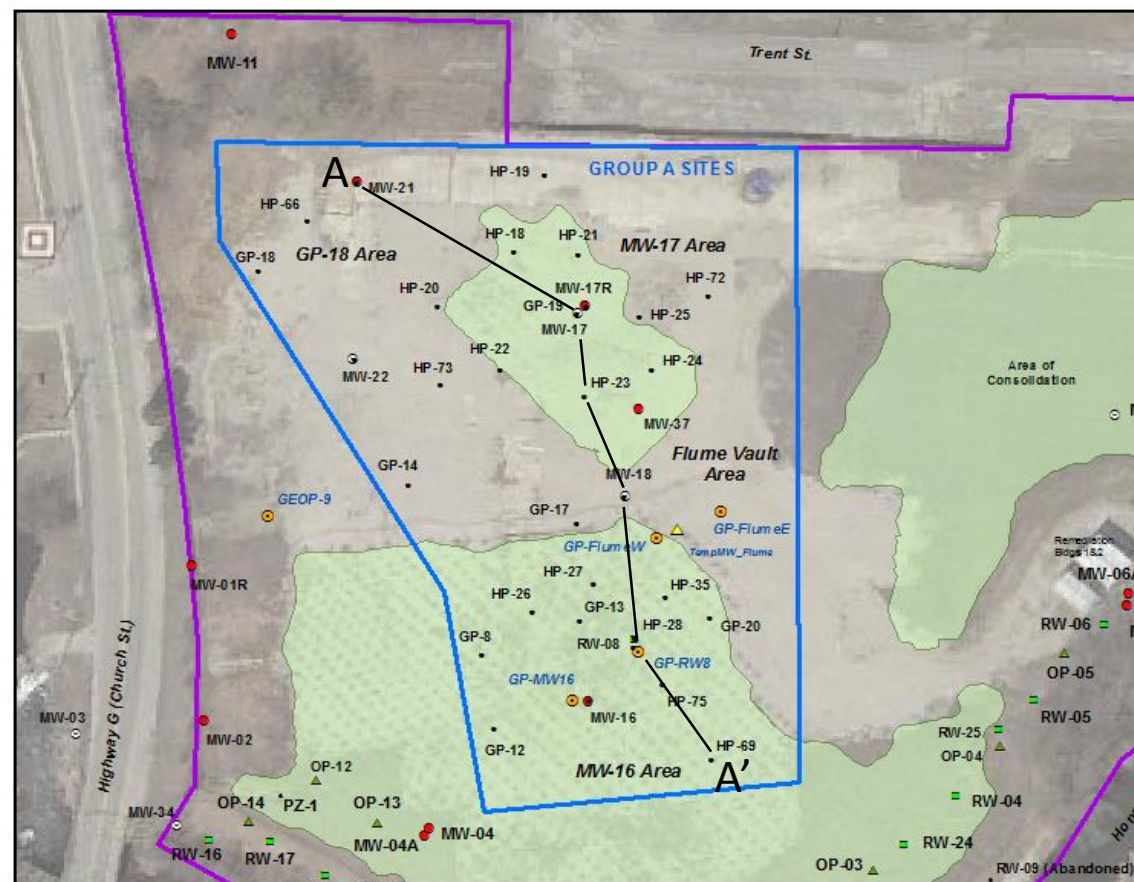 Trent St.
MW-11
GROUP A SITES
HP-19
A
MW-21
HP-66
GP-18 Area
HP-18
HP-21
MW-17 Area
GP-18
HP-20
MW-17R
GP-19
MW-17
HP-72
HP-25
Area of
Consolidation
MW-22
HP-73
HP-22
HP-24
HP-23
MW-37
Flume Vault
Area
GP-14
MW-18
GEOP-9
GP-17
GP-FlumeE
GP-FlumeW
TempMW_Flume
Remediation
Bldgs 1&2
MW-06A
MW-01R
HP-27
HP-35
HP-26
GP-13
HP-28
GP-20
RW-06
GP-8
RW-08
GP-RW8
OP-05
GP-MW16
HP-75
MW-16
RW-05
MW-03
MW-02
Highway G (Church St.)
GP-12
HP-69
RW-25
OP-04
MW-16 Area
A’
OP-12
OP-14
PZ-1
OP-13
RW-04
MW-34
MW-04
MW-04A
RW-16
RW-17
RW-24
OP-03
RW-09 (Abandoned)